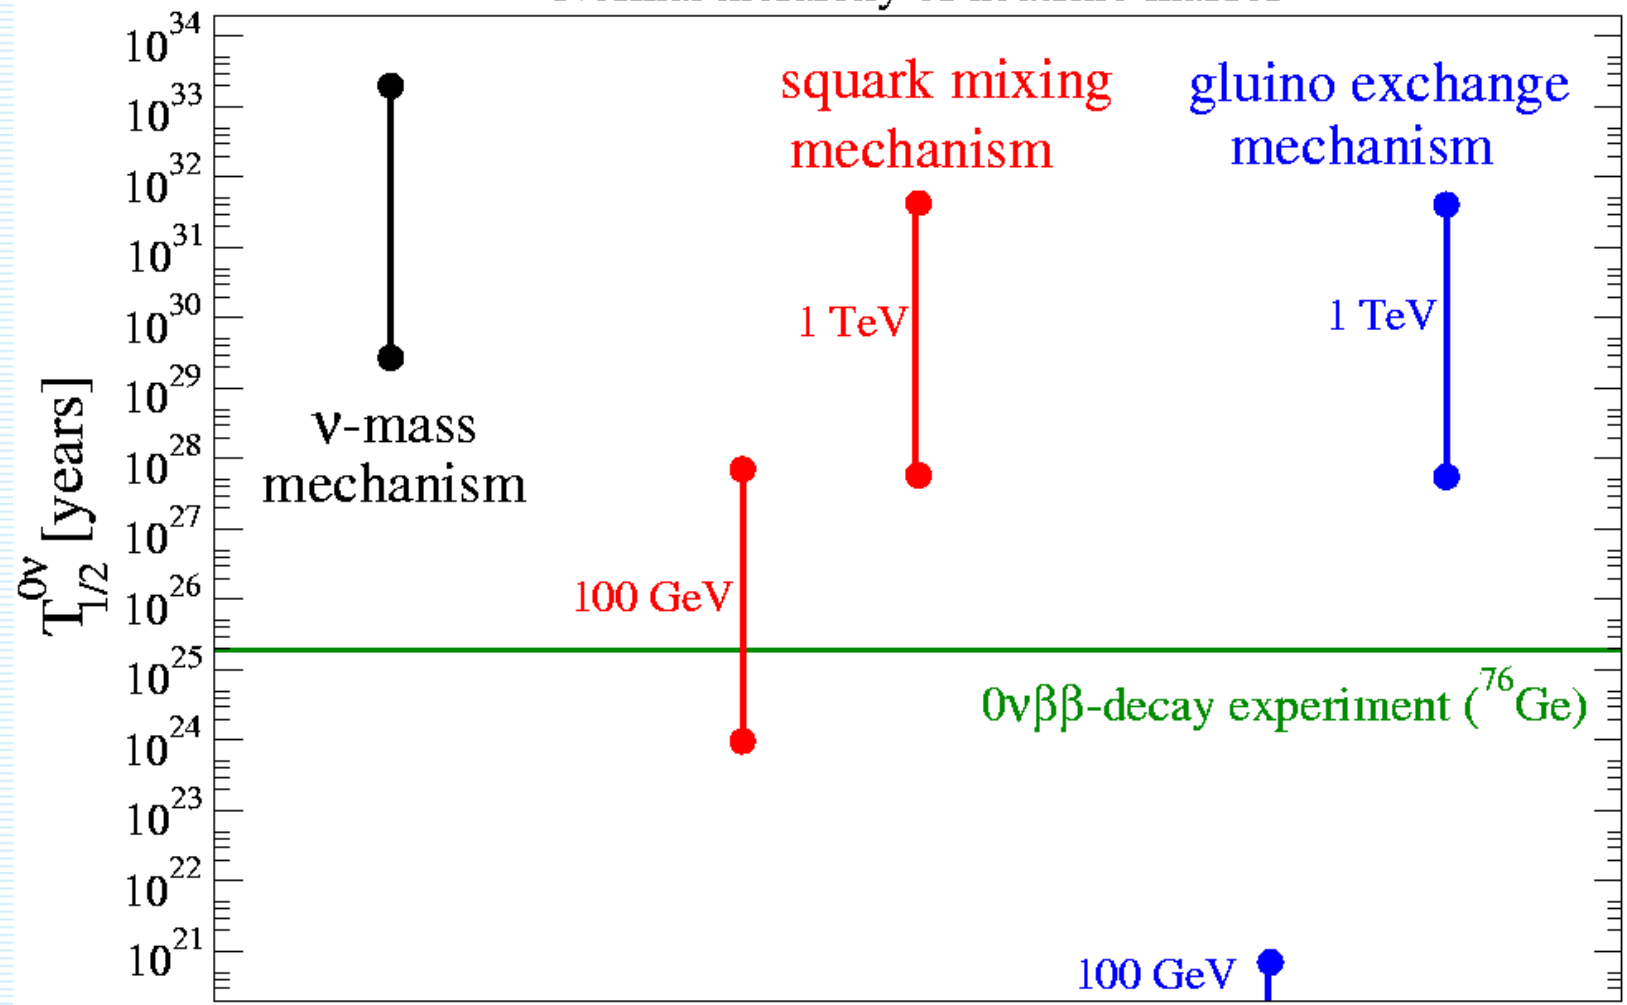 10^34
10^33
10^32
10^31
10^30
10^29
10^28
10^27
10^26
10^25
10^24
10^23
10^22
10^21
T_1/2^0ν [years]
ν-mass
mechanism
squark mixing
mechanism
1 TeV
100 GeV
gluino exchange
mechanism
1 TeV
100 GeV
0νββ-decay experiment (^76Ge)